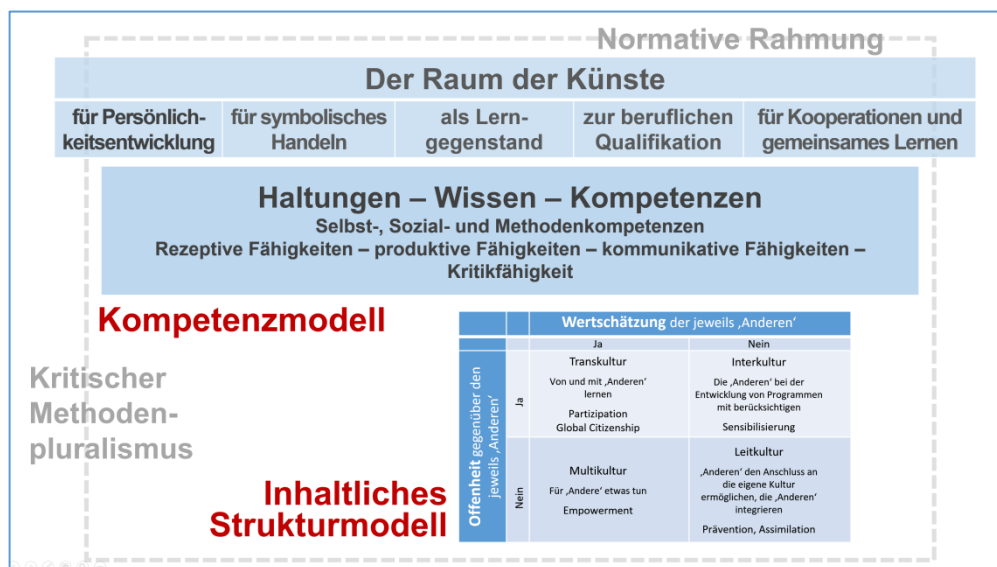 Normative Rahmung
Der Raum der Künste
für Persönlich-
keitsentwicklung
für symbolisches
Handeln
als Lern-
gegenstand
zur beruflichen
Qualifikation
für Kooperationen und
gemeinsames Lernen
Haltungen – Wissen – Kompetenzen
Selbst-, Sozial- und Methodenkompetenzen
Rezeptive Fähigkeiten – produktive Fähigkeiten – kommunikative Fähigkeiten –
Kritikfähigkeit
Kompetenzmodell
Kritischer
Methoden-
pluralismus
Inhaltliches
Strukturmodell
Wertschätzung der jeweils ‚Anderen‘
Ja
Nein
Offenheit gegenüber den
jeweils ‚Anderen‘
Ja
Transkultur
Von und mit ‚Anderen‘
lernen
Partizipation
Global Citizenship
Interkultur
Die ‚Anderen‘ bei der
Entwicklung von Programmen
mit berücksichtigen
Sensibilisierung
Nein
Multikultur
Für ‚Andere‘ etwas tun
Empowerment
Leitkultur
‚Anderen‘ den Anschluss an
die eigene Kultur
ermöglichen, die ‚Anderen‘
integrieren
Prävention, Assimilation